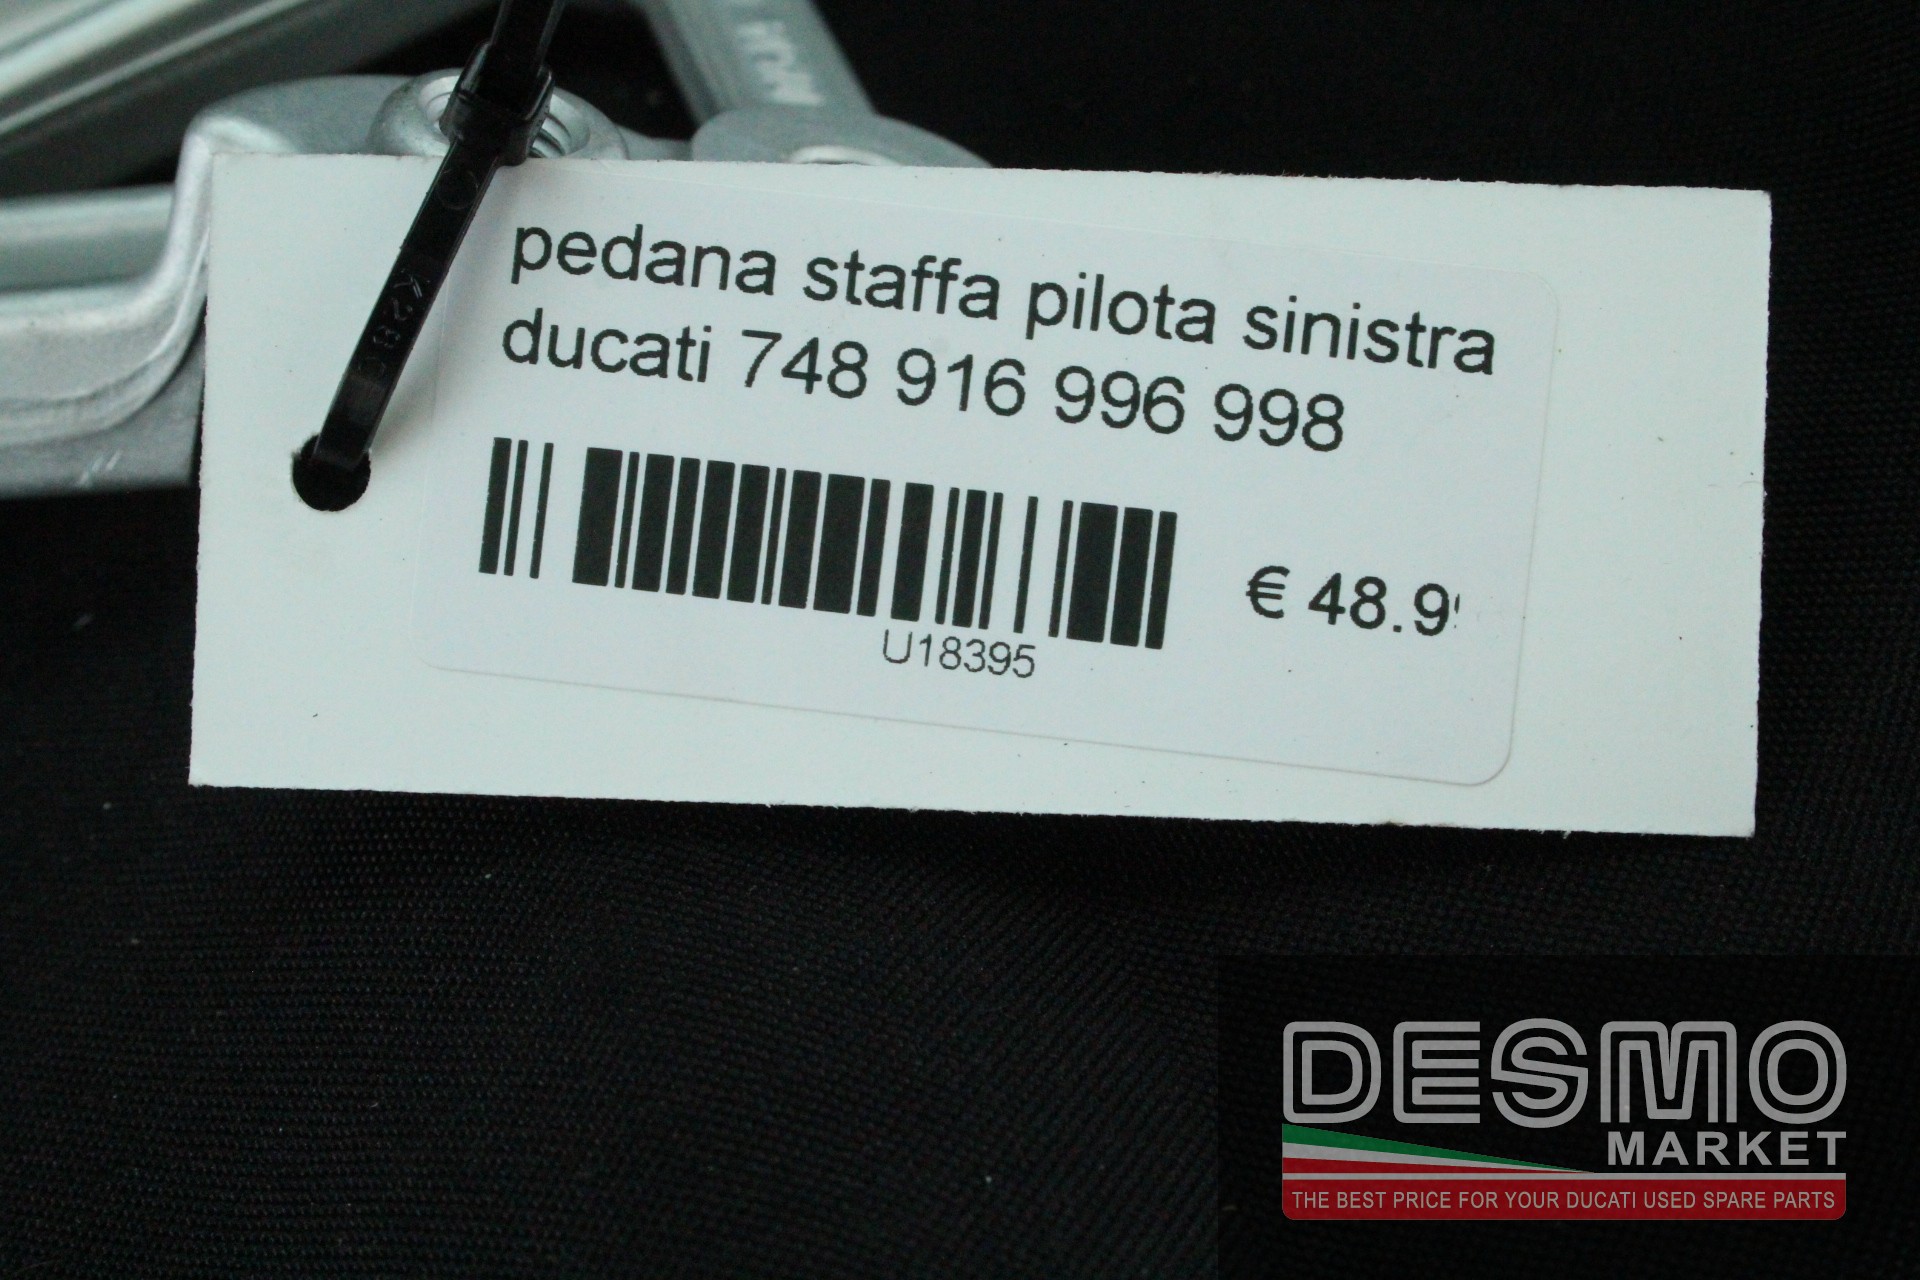 pedana staffa pilota sinistra
ducati 748 916 996 998
€ 48.9
U18395
DESMO
MARKET
THE BEST PRICE FOR YOUR DUCATI USED SPARE PARTS